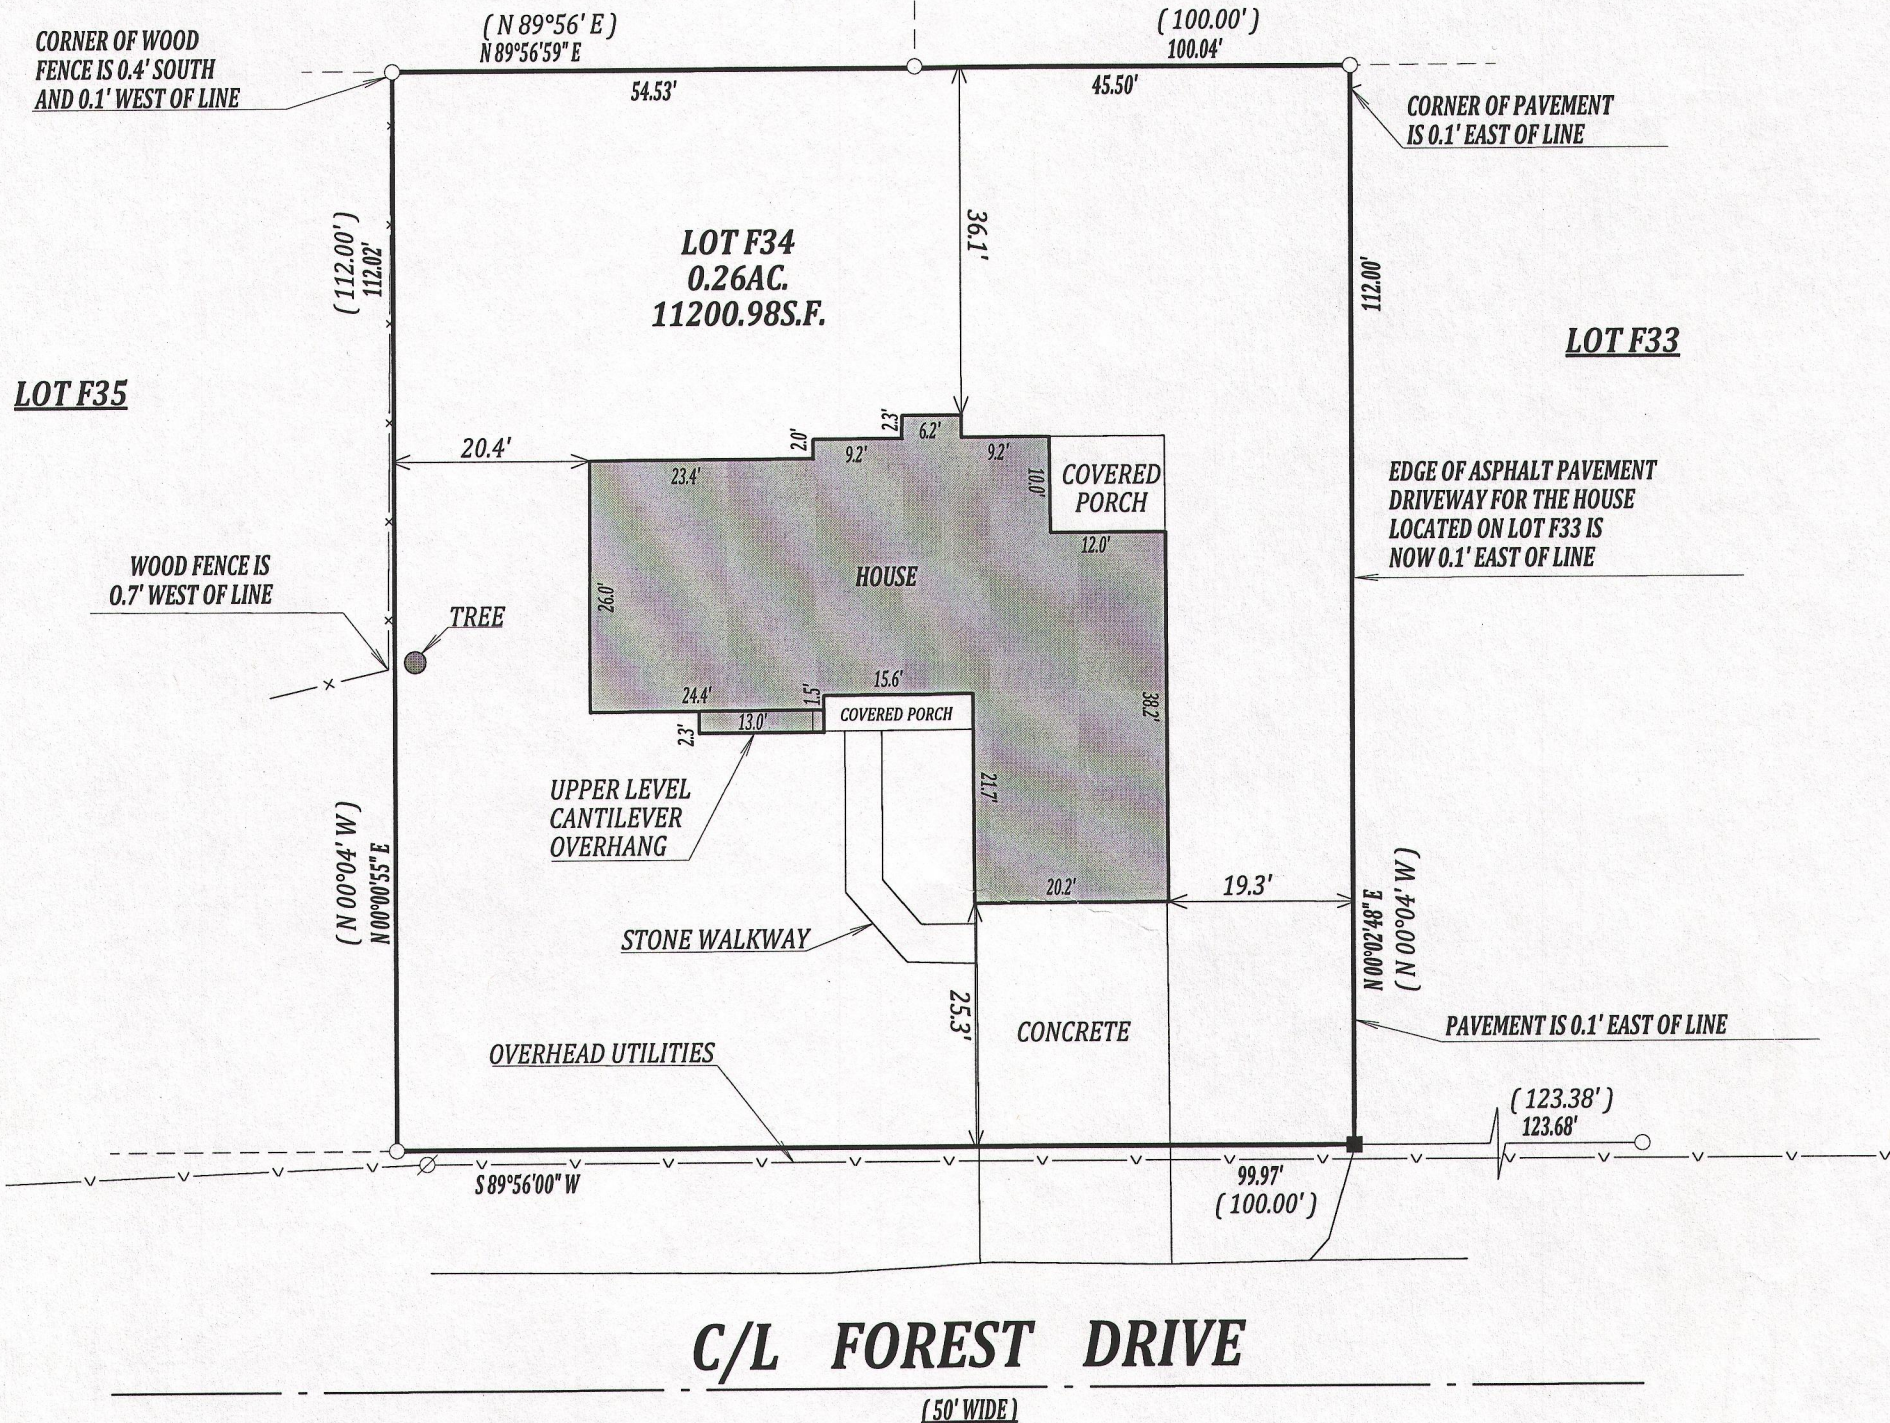 ( N 89°56' E )
N 89°56'59" E
( 100.00' )
100.04'
CORNER OF WOOD
FENCE IS 0.4' SOUTH
AND 0.1' WEST OF LINE
54.53'
45.50'
CORNER OF PAVEMENT
IS 0.1' EAST OF LINE
( 112.00' )
112.02'
LOT F34
0.26AC.
11200.98S.F.
36.1'
112.00'
LOT F33
LOT F35
20.4'
23.4'
2.0'
9.2'
2.3'
6.2'
9.2'
10.0'
COVERED
PORCH
12.0'
EDGE OF ASPHALT PAVEMENT
DRIVEWAY FOR THE HOUSE
LOCATED ON LOT F33 IS
NOW 0.1' EAST OF LINE
WOOD FENCE IS
0.7' WEST OF LINE
TREE
26.0'
HOUSE
24.4'
1.5'
15.6'
COVERED PORCH
13.0'
2.3'
38.2'
21.7'
UPPER LEVEL
CANTILEVER
OVERHANG
( N 00°04' W )
N 00°00'55" E
20.2'
19.3'
N 00°02'48" E
( N 00°04' W )
STONE WALKWAY
25.3'
CONCRETE
PAVEMENT IS 0.1' EAST OF LINE
OVERHEAD UTILITIES
( 123.38' )
123.68'
S 89°56'00" W
99.97'
( 100.00' )
C/L FOREST DRIVE
( 50' WIDE )